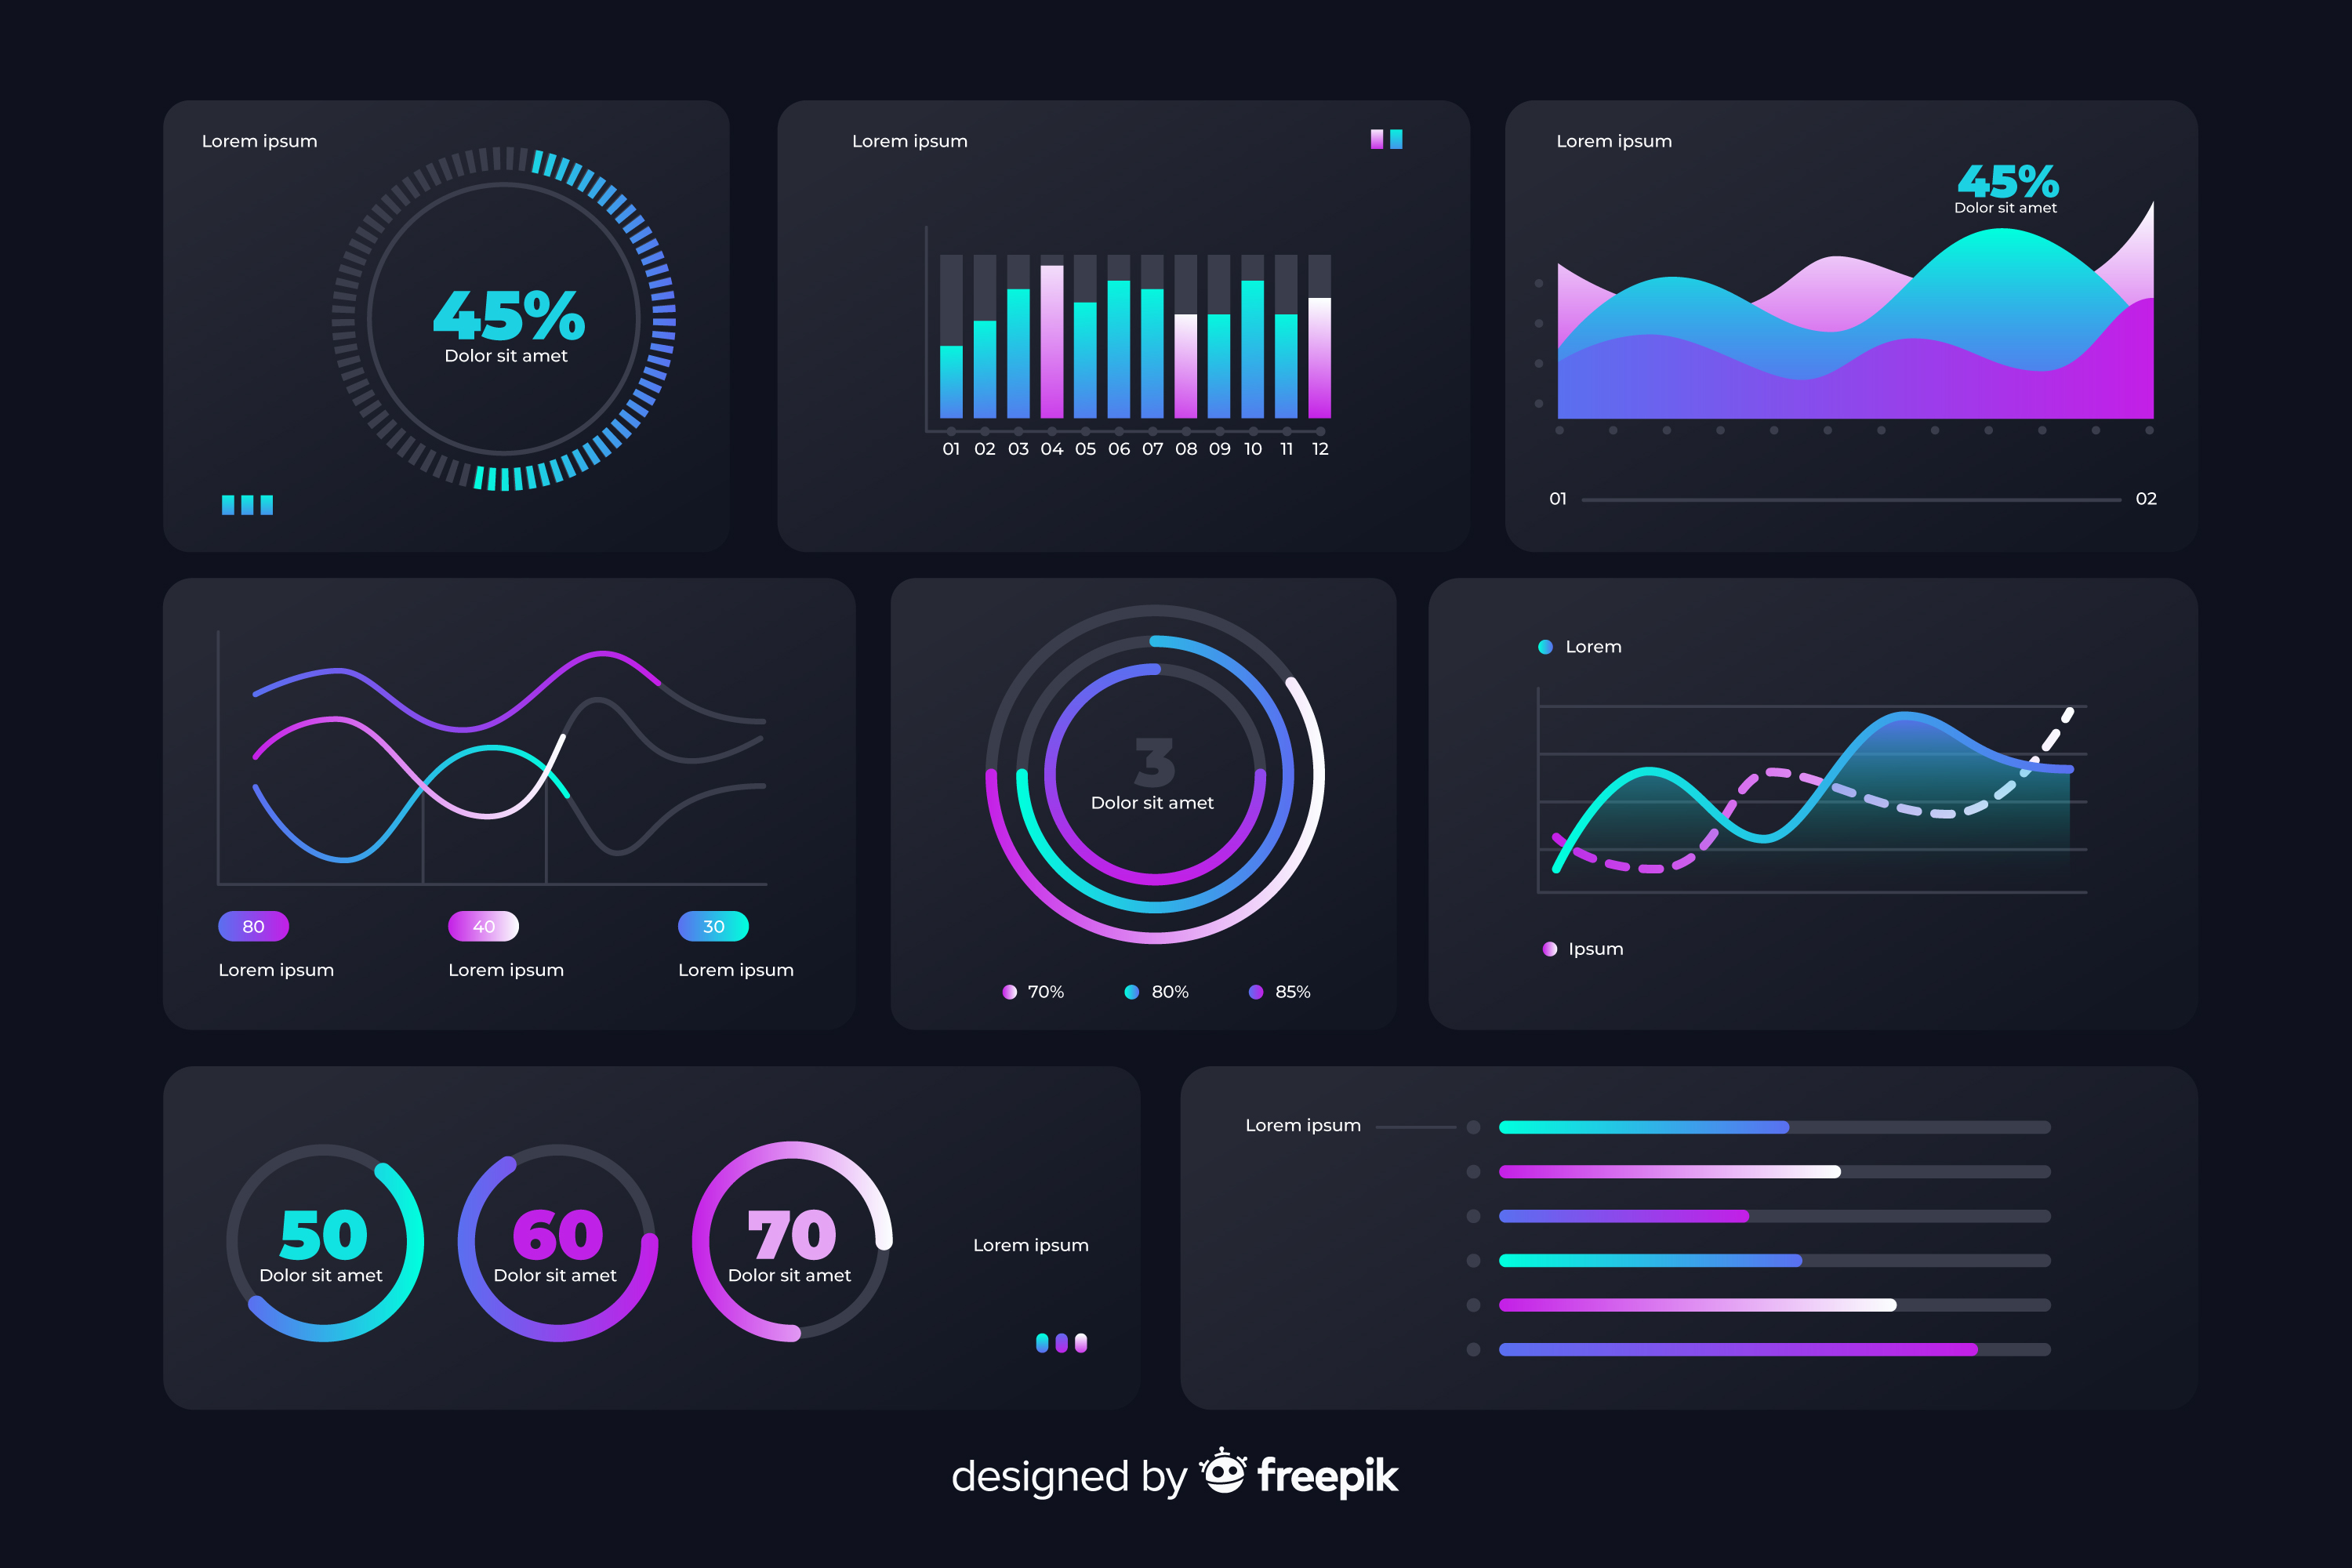 Lorem ipsum
45%
Dolor sit amet
Lorem ipsum
01 02 03 04 05 06 07 08 09 10 11 12
Lorem ipsum
45%
Dolor sit amet
01 02
80 40 30
Lorem ipsum Lorem ipsum Lorem ipsum
3
Dolor sit amet
70% 80% 85%
Lorem
Ipsum
50
Dolor sit amet
60
Dolor sit amet
70
Dolor sit amet
Lorem ipsum
Lorem ipsum
designed by freepik